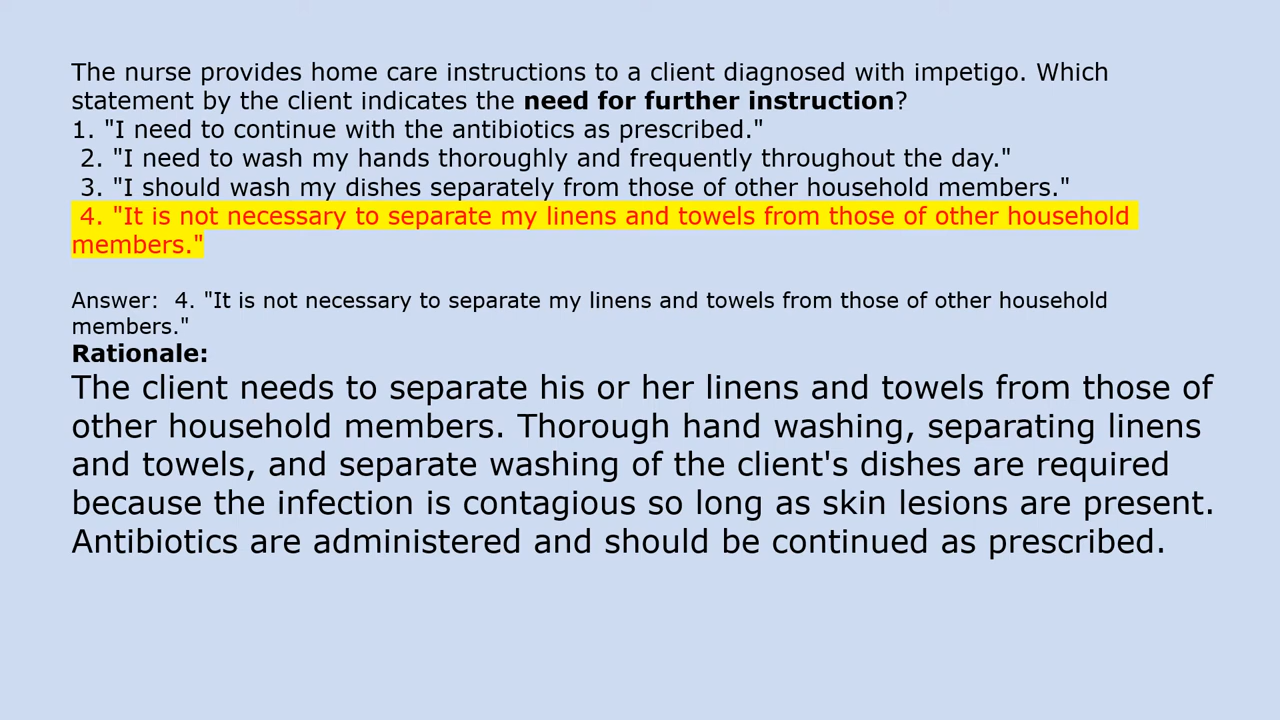 The nurse provides home care instructions to a client diagnosed with impetigo. Which
statement by the client indicates the need for further instruction?
1. "I need to continue with the antibiotics as prescribed."
2. "I need to wash my hands thoroughly and frequently throughout the day."
3. "I should wash my dishes separately from those of other household members."
4. "It is not necessary to separate my linens and towels from those of other household
members."
Answer: 4. "It is not necessary to separate my linens and towels from those of other household
members."
Rationale:
The client needs to separate his or her linens and towels from those of
other household members. Thorough hand washing, separating linens
and towels, and separate washing of the client's dishes are required
because the infection is contagious so long as skin lesions are present.
Antibiotics are administered and should be continued as prescribed.